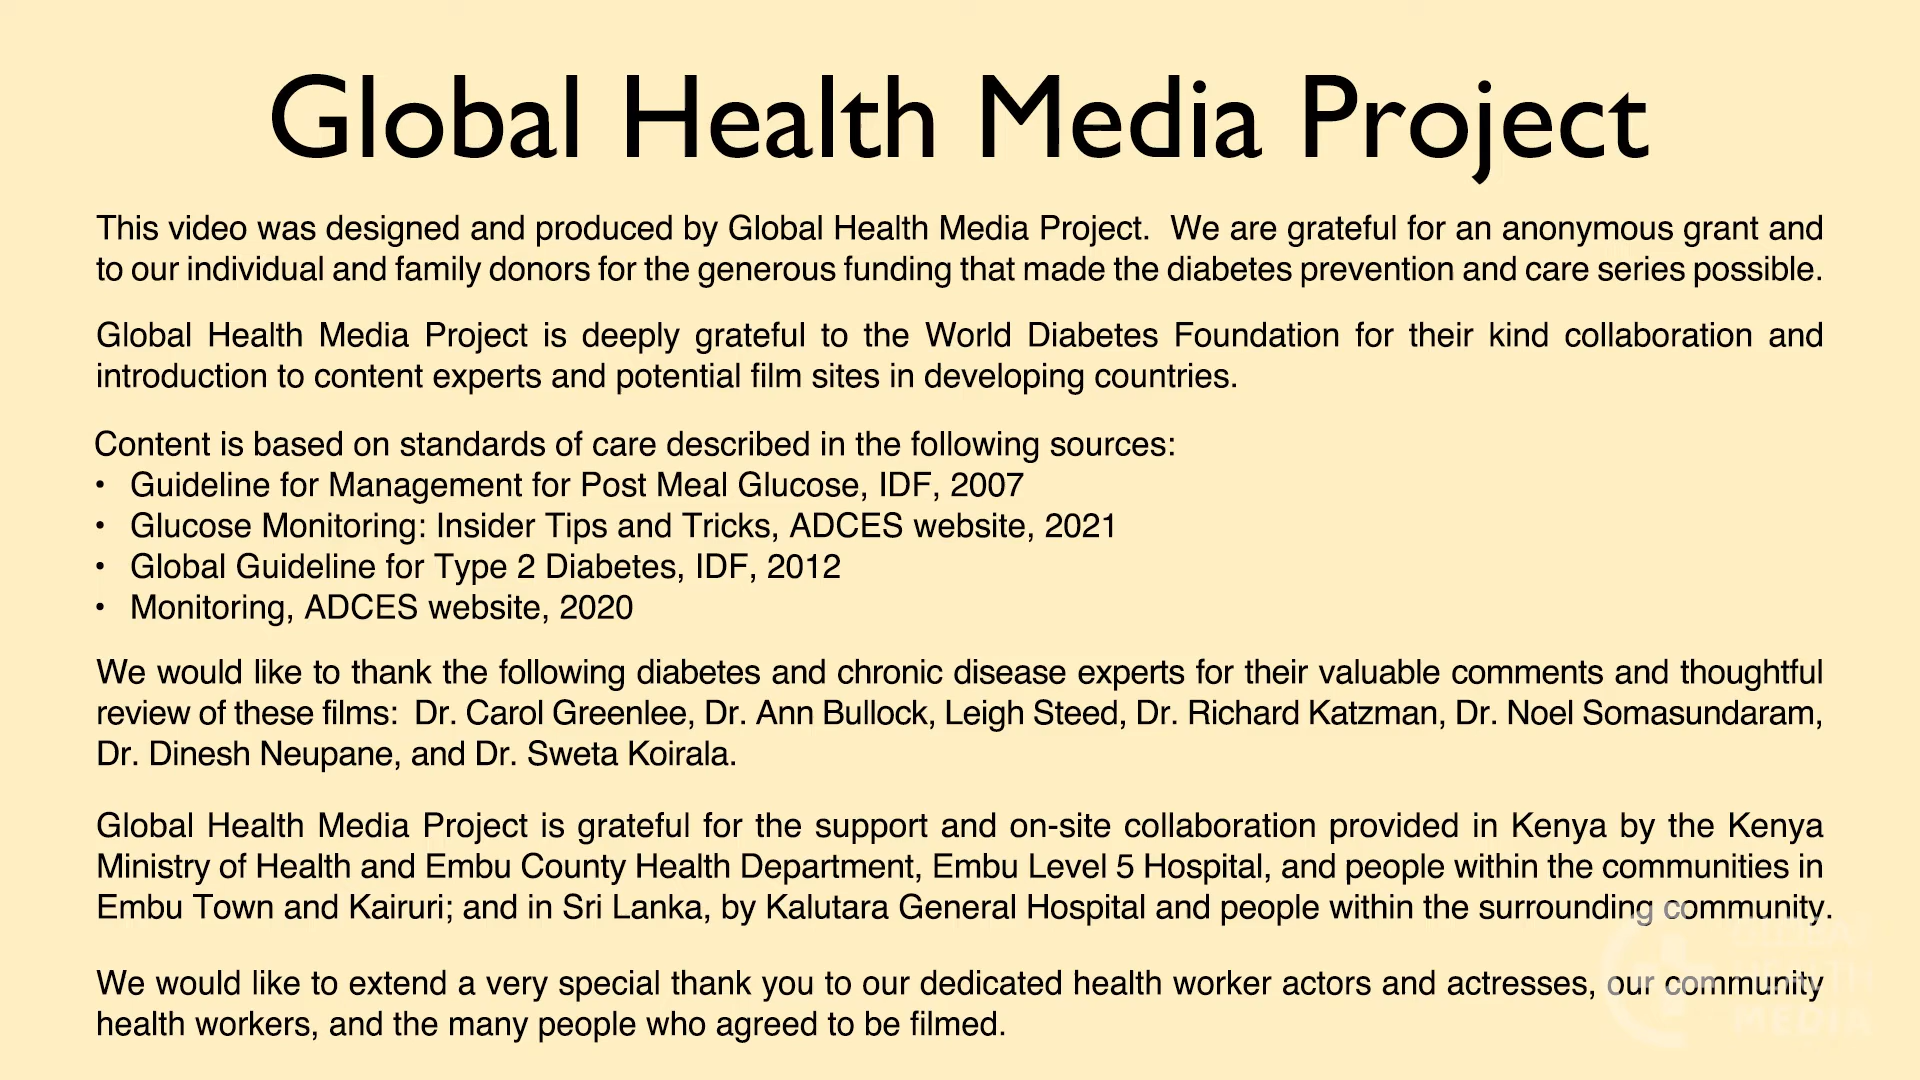 Global Health Media Project
This video was designed and produced by Global Health Media Project.  We are grateful for an anonymous grant and
to our individual and family donors for the generous funding that made the diabetes prevention and care series possible.
Global Health Media Project is deeply grateful to the World Diabetes Foundation for their kind collaboration and
introduction to content experts and potential film sites in developing countries.
Content is based on standards of care described in the following sources:
• Guideline for Management for Post Meal Glucose, IDF, 2007
• Glucose Monitoring: Insider Tips and Tricks, ADCES website, 2021
• Global Guideline for Type 2 Diabetes, IDF, 2012
• Monitoring, ADCES website, 2020
We would like to thank the following diabetes and chronic disease experts for their valuable comments and thoughtful
review of these films:  Dr. Carol Greenlee, Dr. Ann Bullock, Leigh Steed, Dr. Richard Katzman, Dr. Noel Somasundaram,
Dr. Dinesh Neupane, and Dr. Sweta Koirala.
Global Health Media Project is grateful for the support and on-site collaboration provided in Kenya by the Kenya
Ministry of Health and Embu County Health Department, Embu Level 5 Hospital, and people within the communities in
Embu Town and Kairuri; and in Sri Lanka, by Kalutara General Hospital and people within the surrounding community.
We would like to extend a very special thank you to our dedicated health worker actors and actresses, our community
health workers, and the many people who agreed to be filmed.
GLOBAL
HEALTH
MEDIA